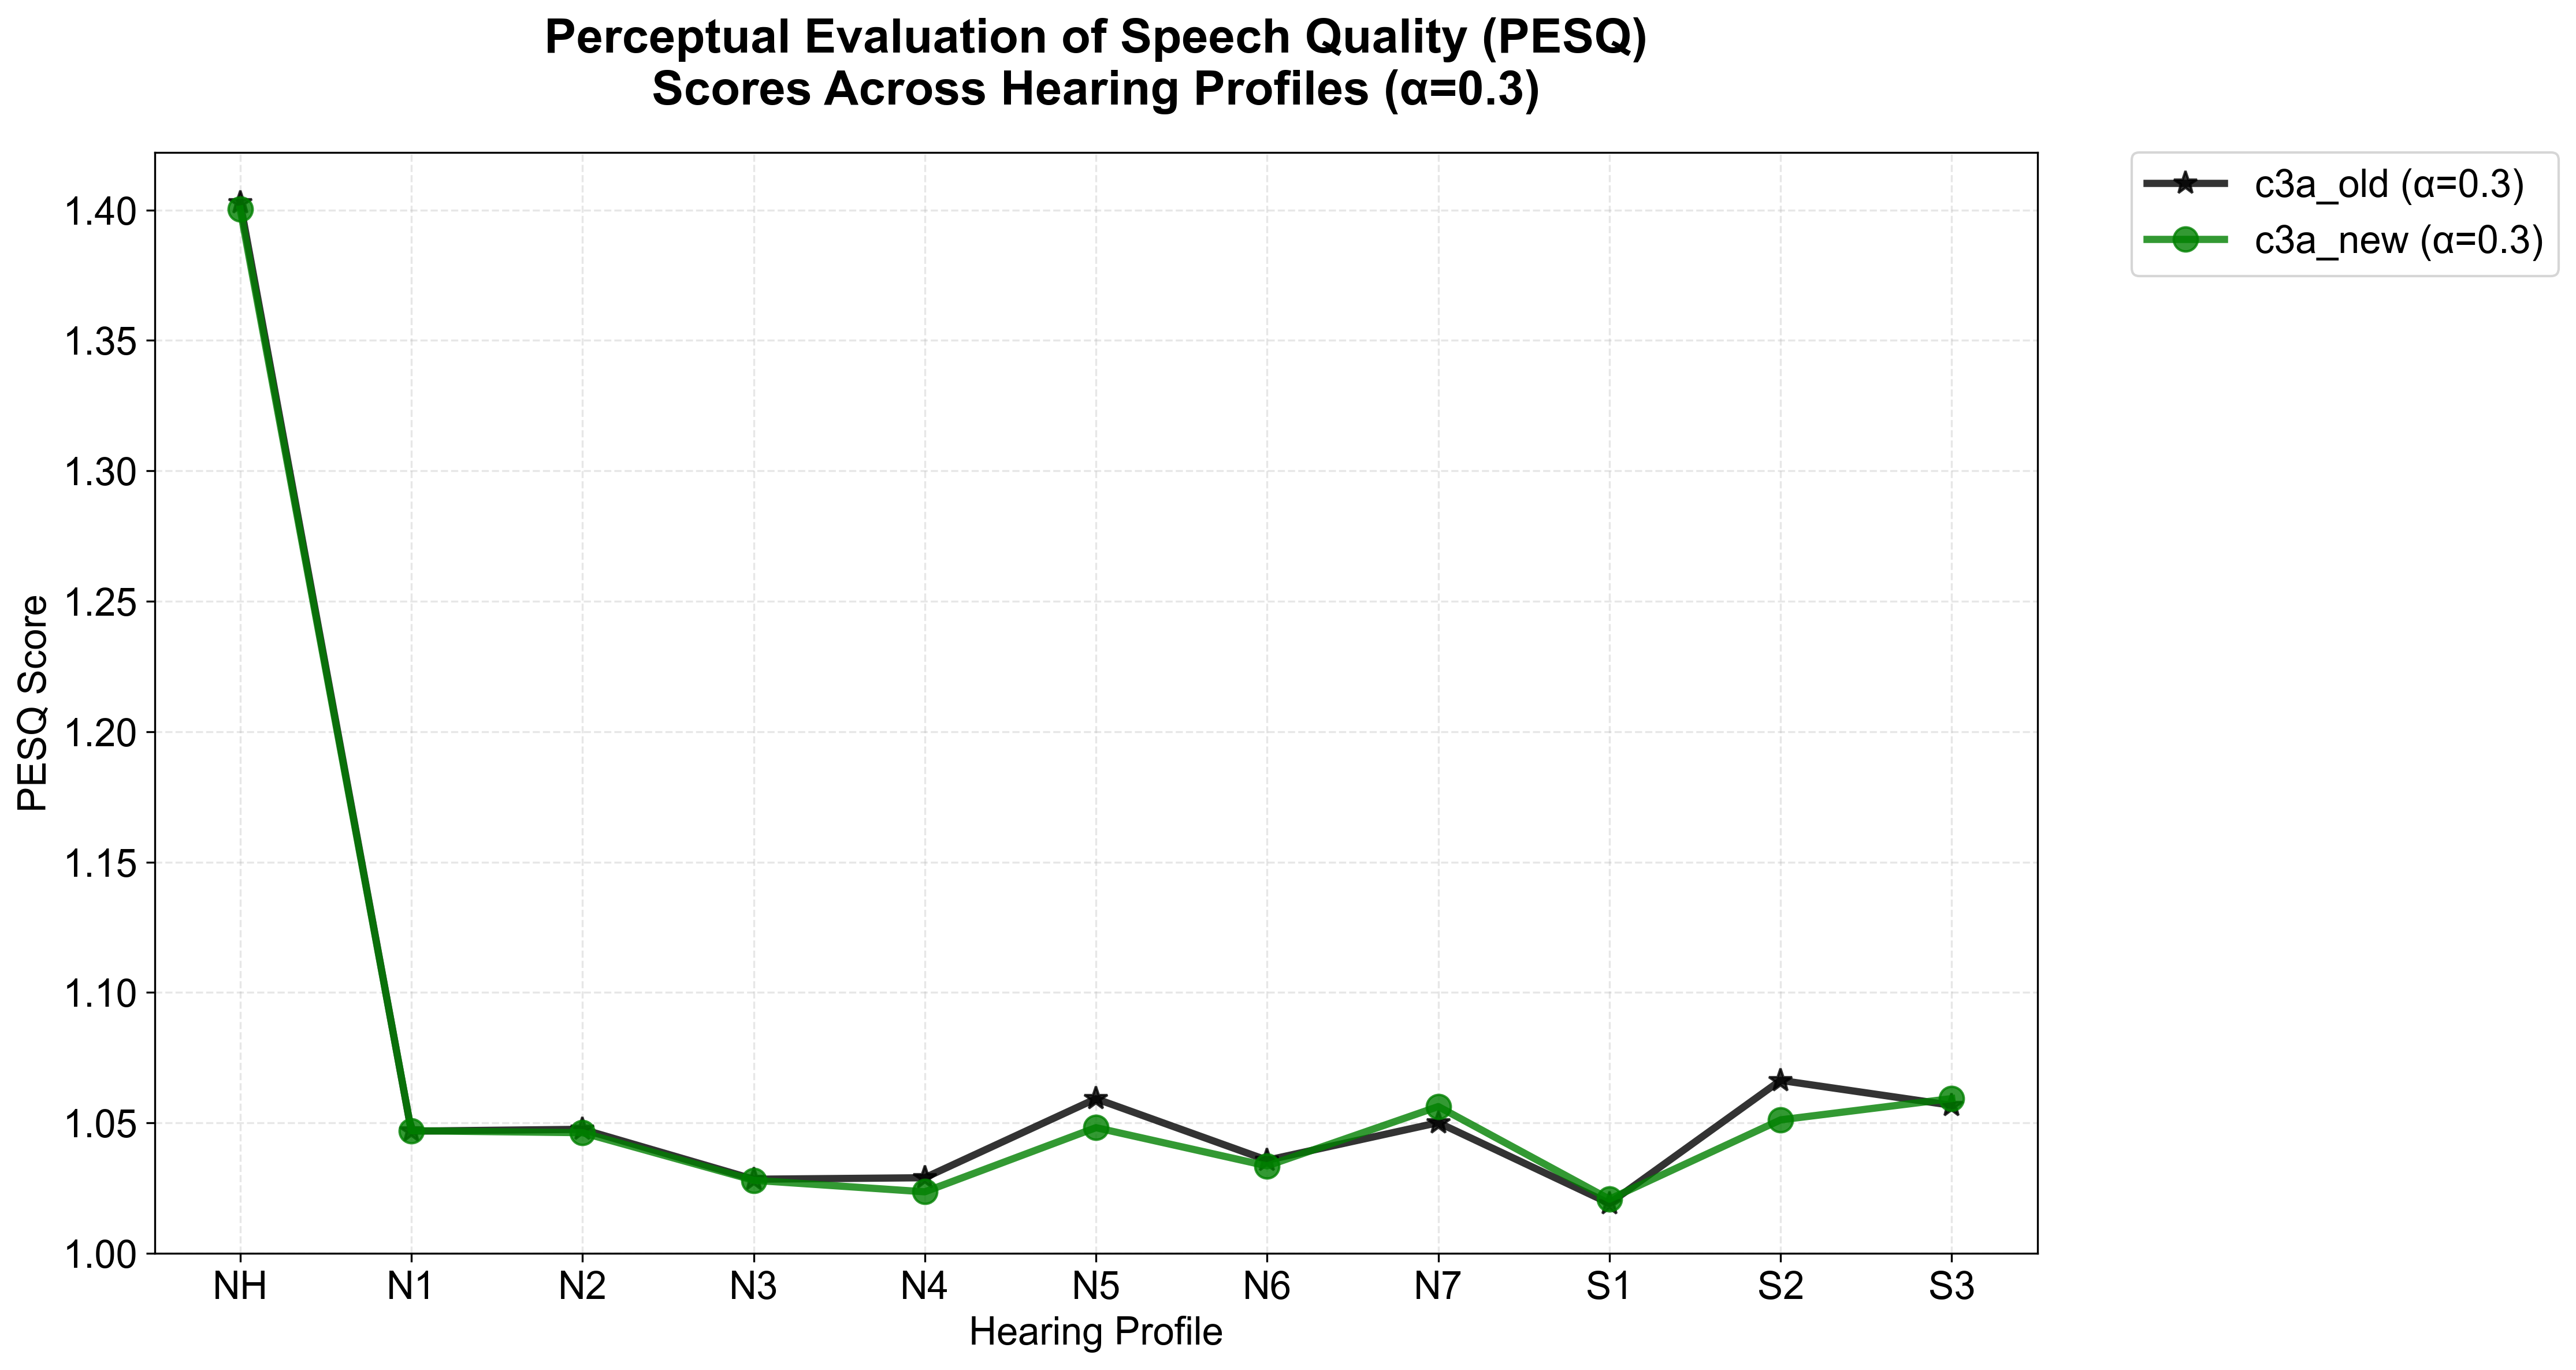 Perceptual Evaluation of Speech Quality (PESQ)
Scores Across Hearing Profiles (α=0.3)
c3a_old (α=0.3)
c3a_new (α=0.3)
PESQ Score
1.40
1.35
1.30
1.25
1.20
1.15
1.10
1.05
1.00
NH N1 N2 N3 N4 N5 N6 N7 S1 S2 S3
Hearing Profile